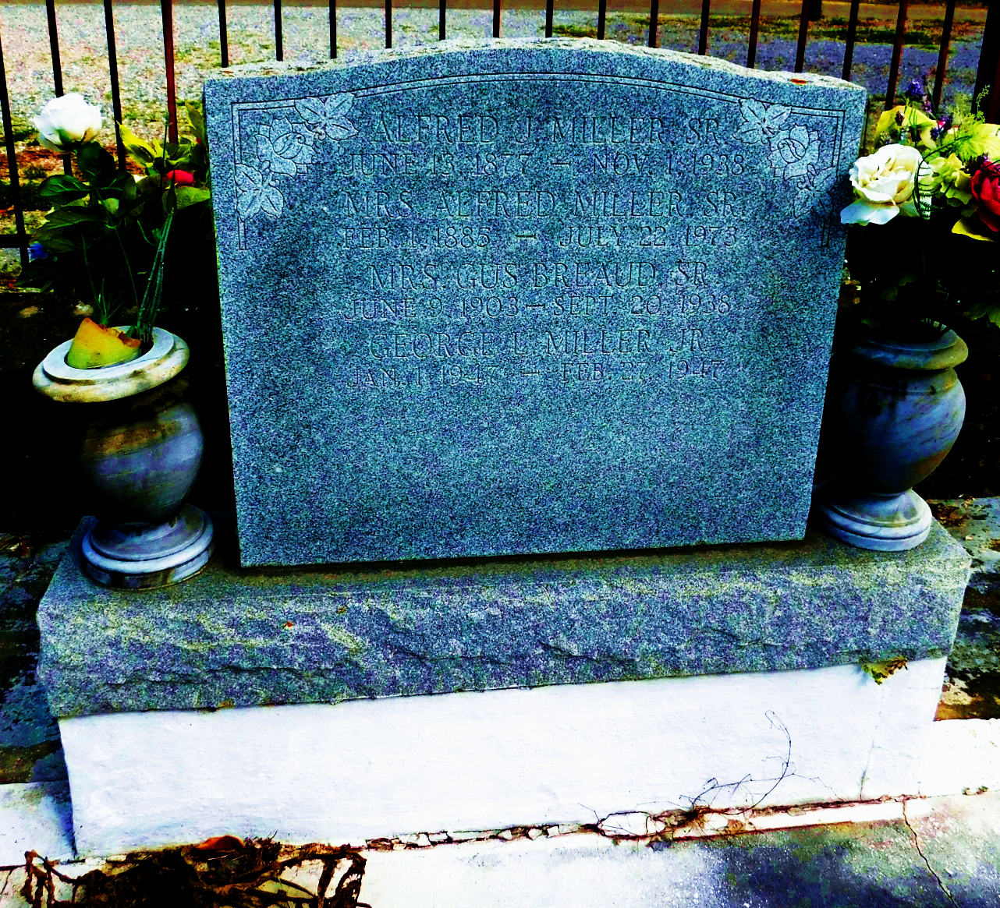 ALFRED J. MILLER, SR.
JUNE 13, 1877 — NOV. 1, 1938
MRS. ALFRED MILLER SR.
FEB. 1, 1885 — JULY 22, 1973
MRS. GUS BREAUD, SR.
JUNE 9, 1903 — SEPT. 20, 1938
GEORGE L. MILLER JR.
JAN. 1, 1947 — FEB. 27, 1947